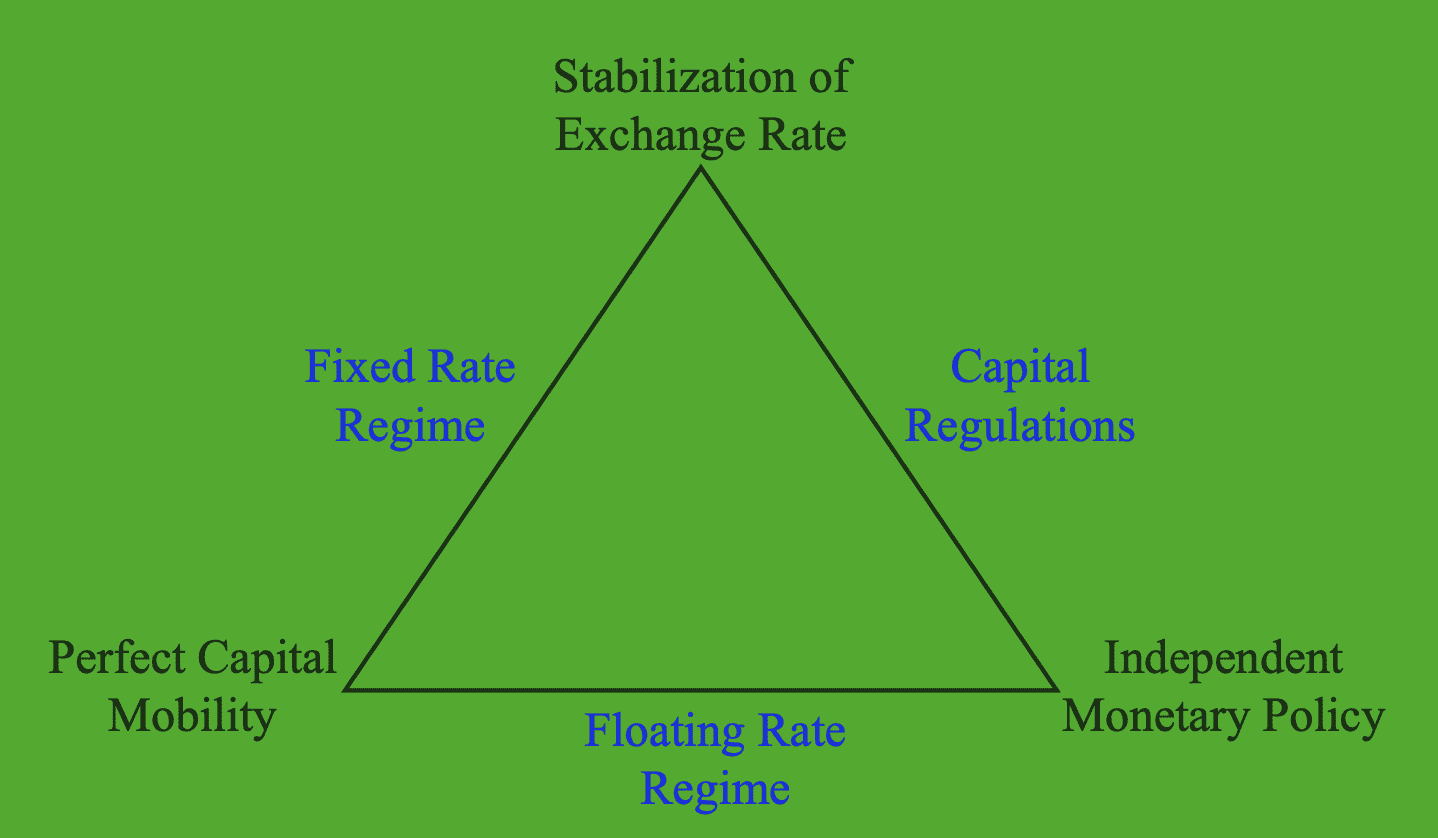 Stabilization of
Exchange Rate
Fixed Rate
Regime
Capital
Regulations
Perfect Capital
Mobility
Independent
Monetary Policy
Floating Rate
Regime